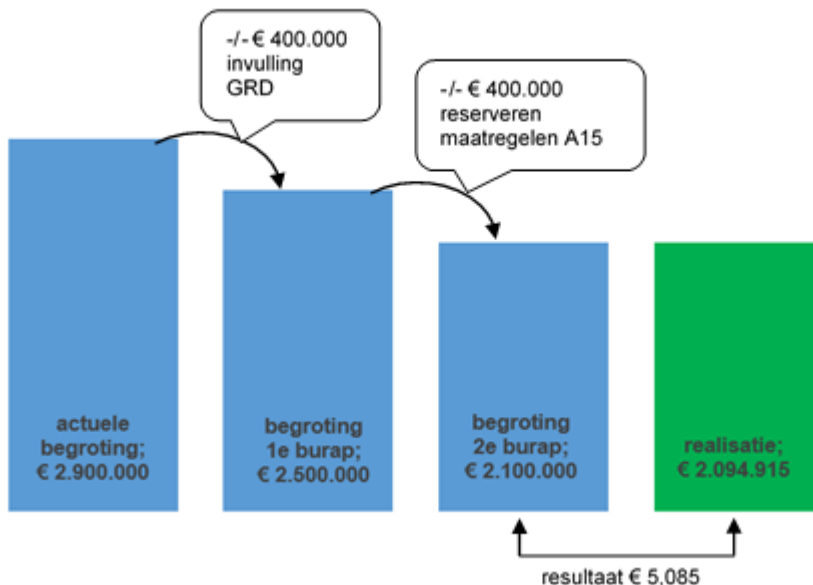 -/- € 400.000
invulling
GRD
-/- € 400.000
reserveren
maatregelen A15
actuele
begroting;
€ 2.900.000
begroting
1e burap;
€ 2.500.000
begroting
2e burap;
€ 2.100.000
realisatie;
€ 2.094.915
resultaat € 5.085